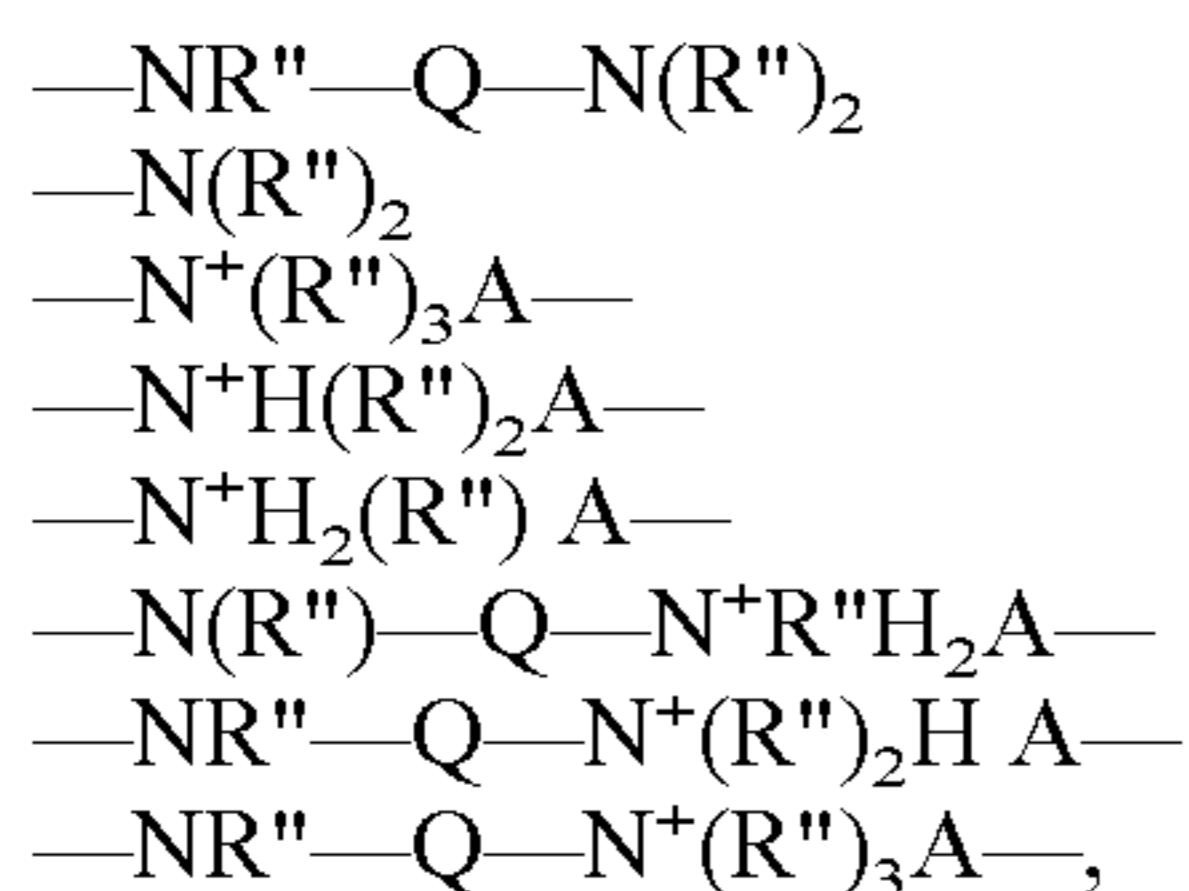 —NR"—Q—N(R")₂
—N(R")₂
—N⁺(R")₃A—
—N⁺H(R")₂A—
—N⁺H₂(R") A—
—N(R")—Q—N⁺R"H₂A—
—NR"—Q—N⁺(R")₂H A—
—NR"—Q—N⁺(R")₃A—,